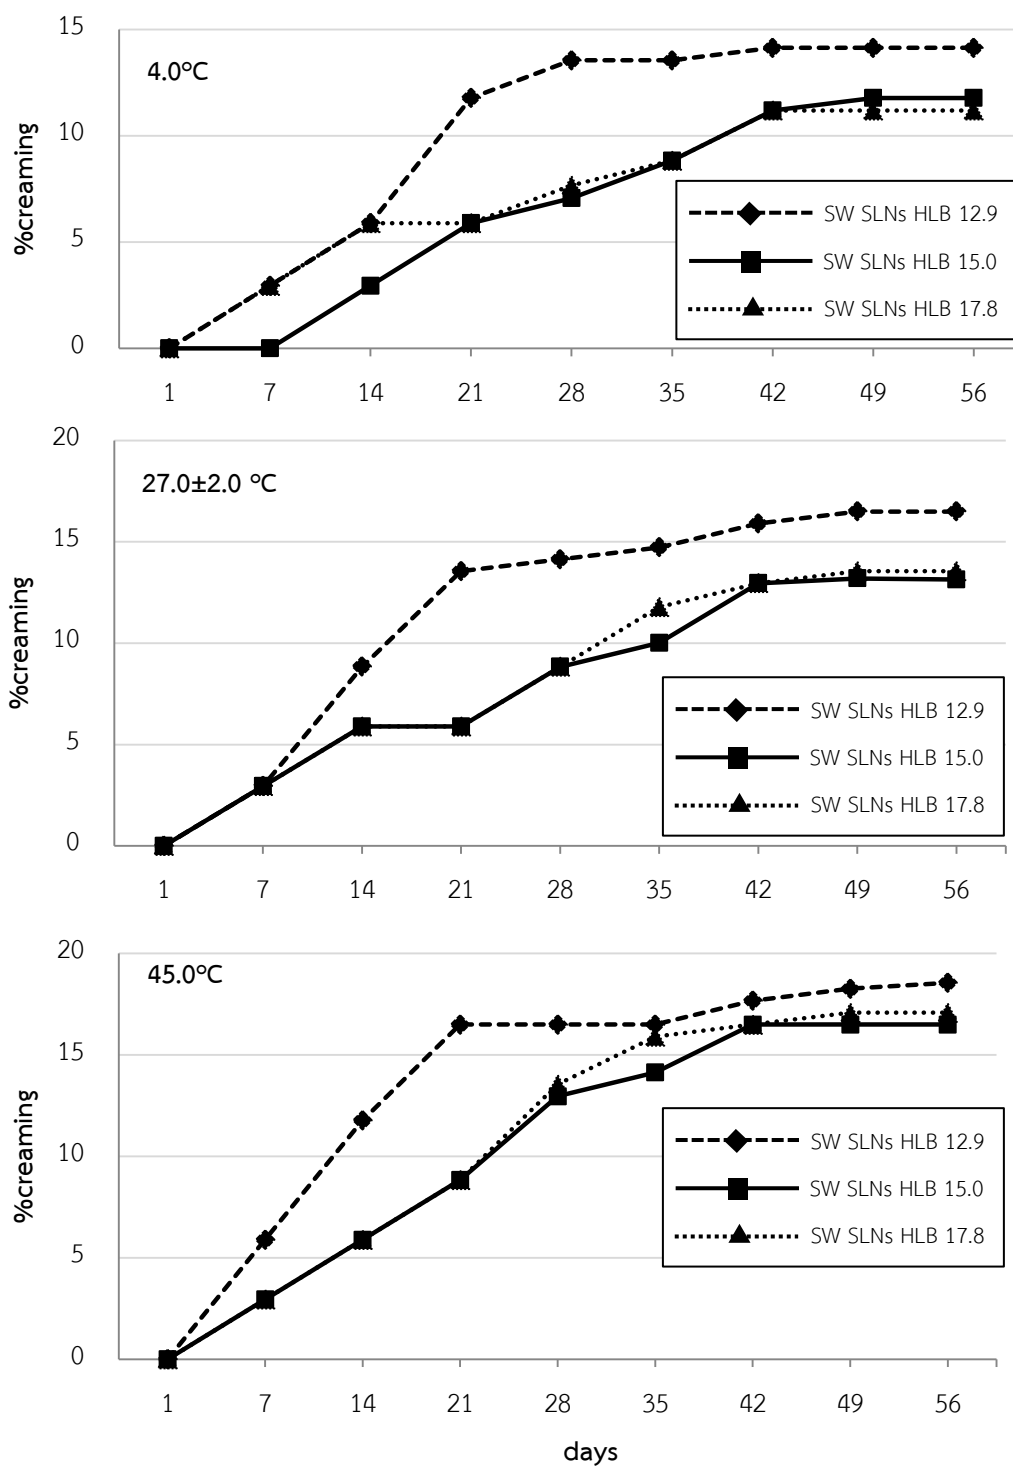 15
4.0°C
10
%creaming
5
0
SW SLNs HLB 12.9
SW SLNs HLB 15.0
SW SLNs HLB 17.8
1 7 14 21 28 35 42 49 56
20
27.0±2.0 °C
15
10
%creaming
5
0
SW SLNs HLB 12.9
SW SLNs HLB 15.0
SW SLNs HLB 17.8
1 7 14 21 28 35 42 49 56
20
45.0°C
15
10
%creaming
5
0
SW SLNs HLB 12.9
SW SLNs HLB 15.0
SW SLNs HLB 17.8
1 7 14 21 28 35 42 49 56
days